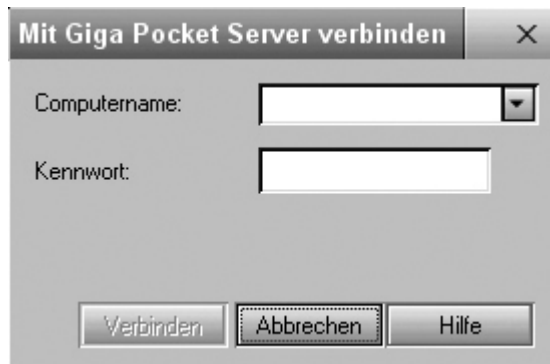 Mit Giga Pocket Server verbinden
Computername:
Kennwort:
Verbinden Abbrechen Hilfe